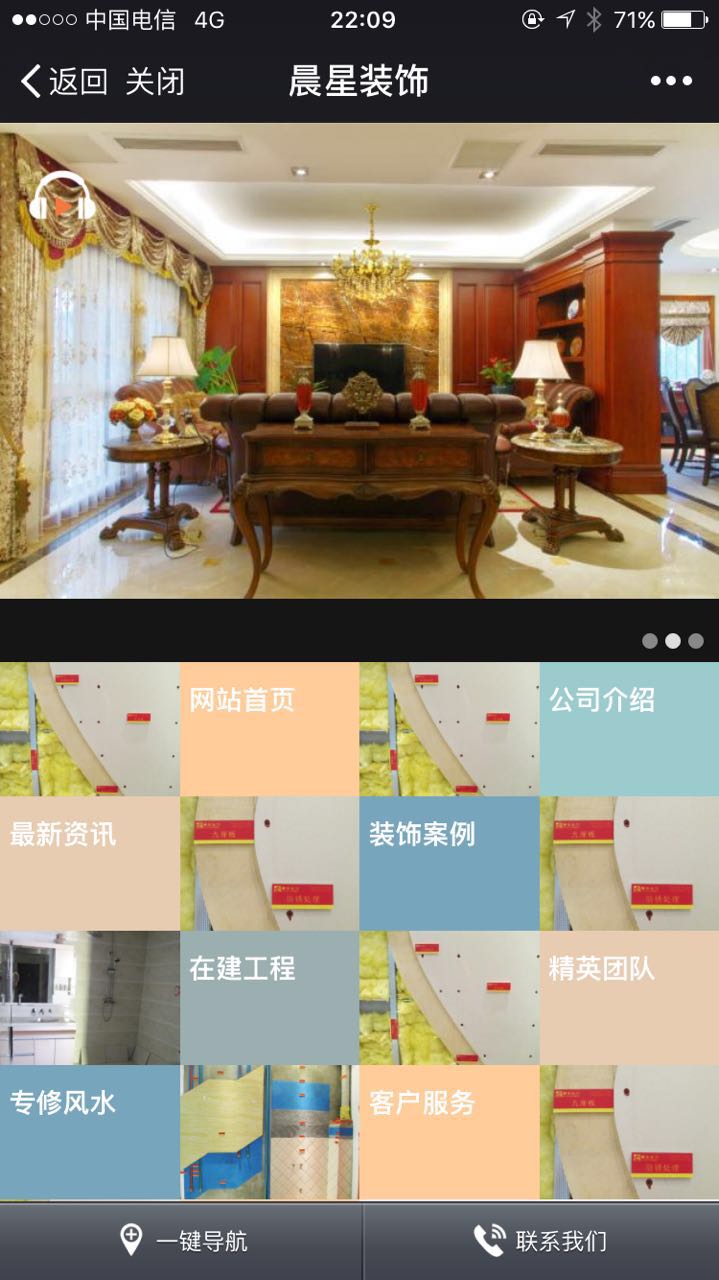 中国电信 4G 22:09 71%
返回 关闭 晨星装饰
网站首页 公司介绍
最新资讯 装饰案例
在建工程 精英团队
专修风水 客户服务
一键导航 联系我们